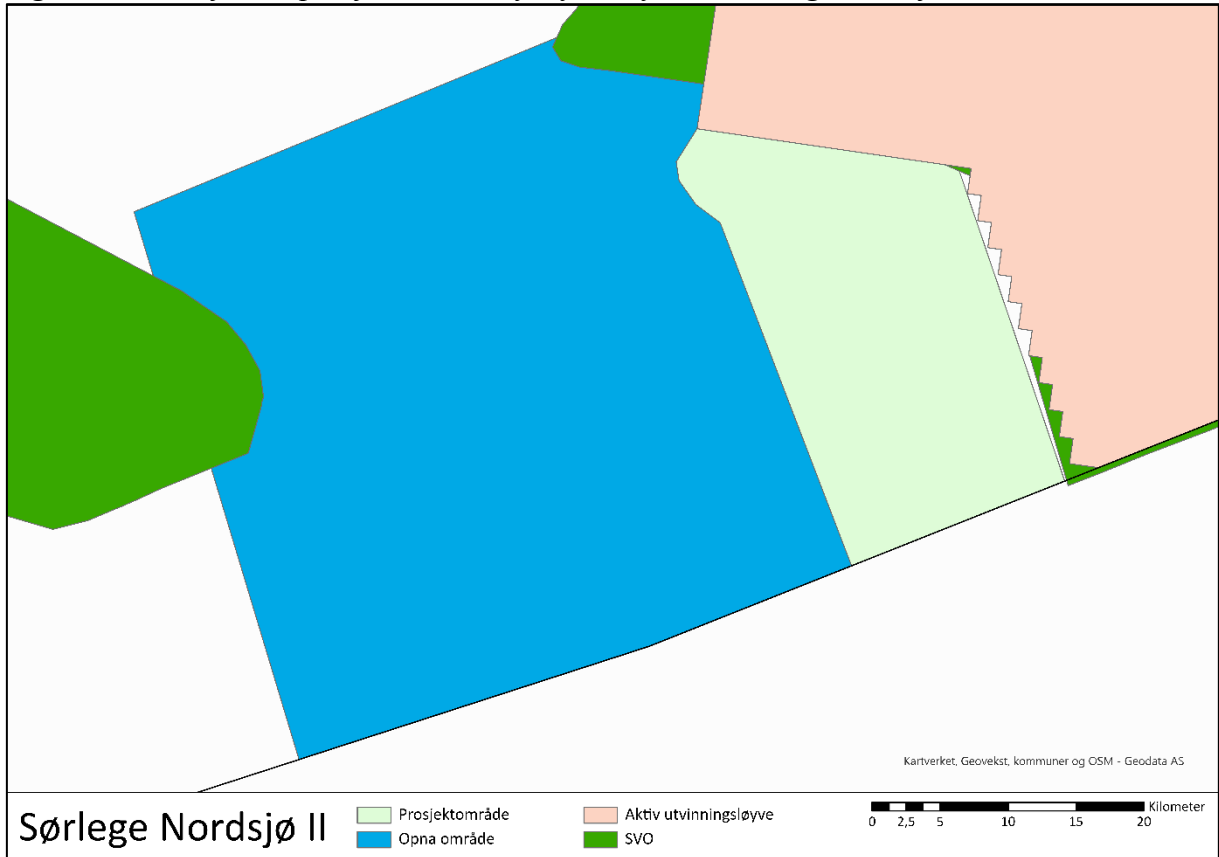 Kartverket, Geovekst, kommuner og OSM - Geodata AS
Sørlege Nordsjø II
Prosjektområde
Opna område
Aktiv utvinningsløyve
SVO
Kilometer
0 2,5 5 10 15 20